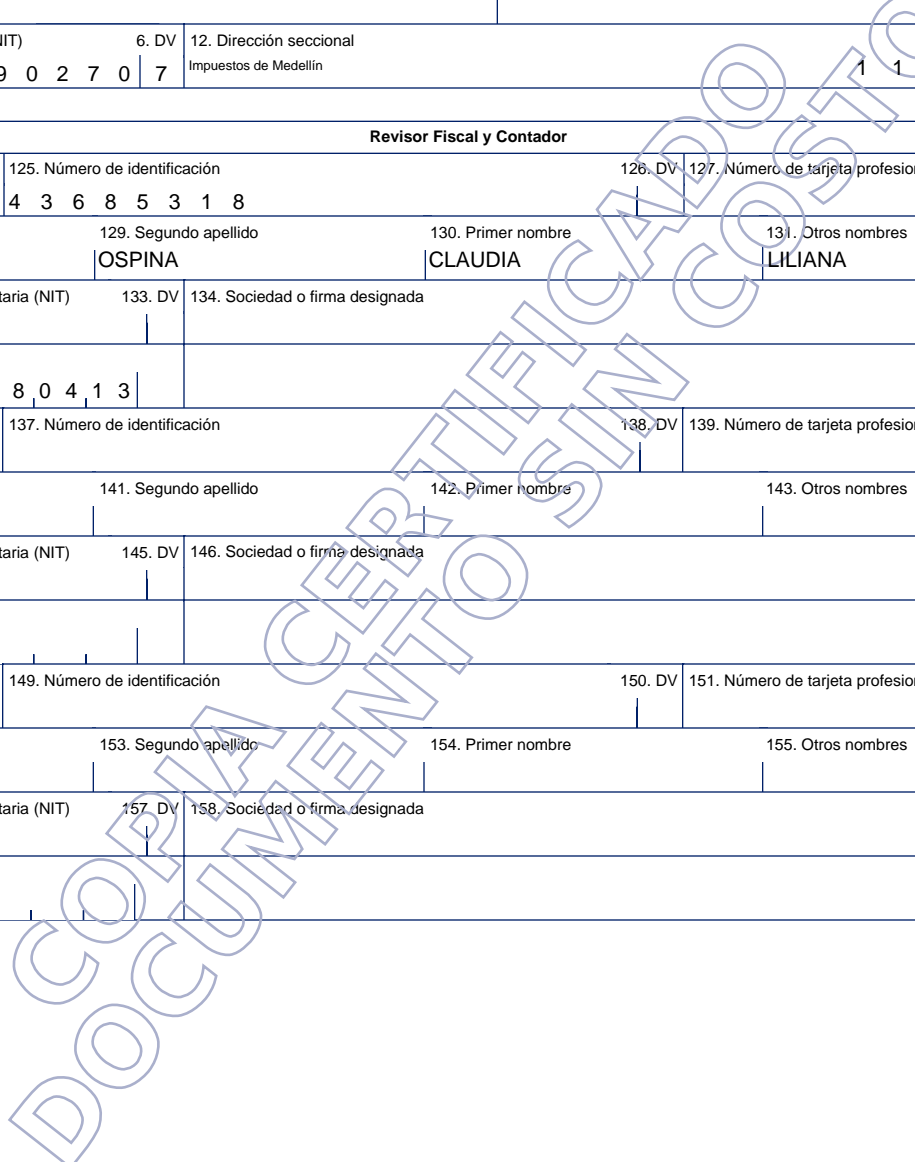 NIT) 6. DV 12. Dirección seccional
9 0 2 7 0 7 Impuestos de Medellín 1 1
Revisor Fiscal y Contador
125. Número de identificación 126. DV 127. Número de tarjeta profesion
4 3 6 8 5 3 1 8
129. Segundo apellido 130. Primer nombre 131. Otros nombres
OSPINA CLAUDIA LILIANA
taria (NIT) 133. DV 134. Sociedad o firma designada
8 0 4 1 3
137. Número de identificación 138. DV 139. Número de tarjeta profesion
141. Segundo apellido 142. Primer nombre 143. Otros nombres
taria (NIT) 145. DV 146. Sociedad o firma designada
149. Número de identificación 150. DV 151. Número de tarjeta profesion
153. Segundo apellido 154. Primer nombre 155. Otros nombres
taria (NIT) 157. DV 158. Sociedad o firma designada
COPIA CERTIFICADO
DOCUMENTO SIN COSTO